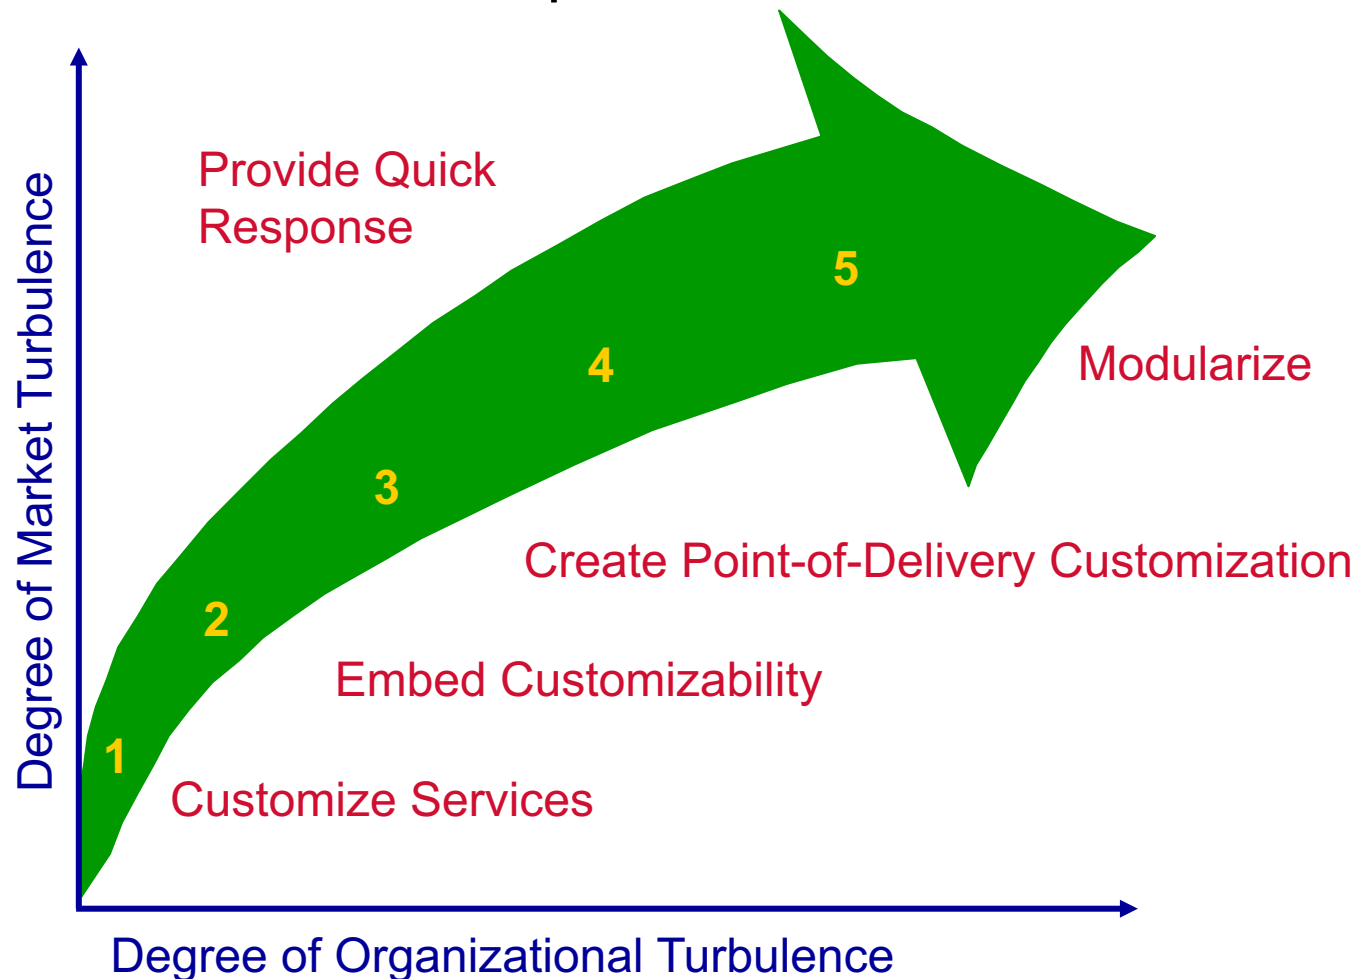 Provide Quick
Response
5
4
Modularize
3
Create Point-of-Delivery Customization
2
Embed Customizability
1
Customize Services
Degree of Market Turbulence
Degree of Organizational Turbulence